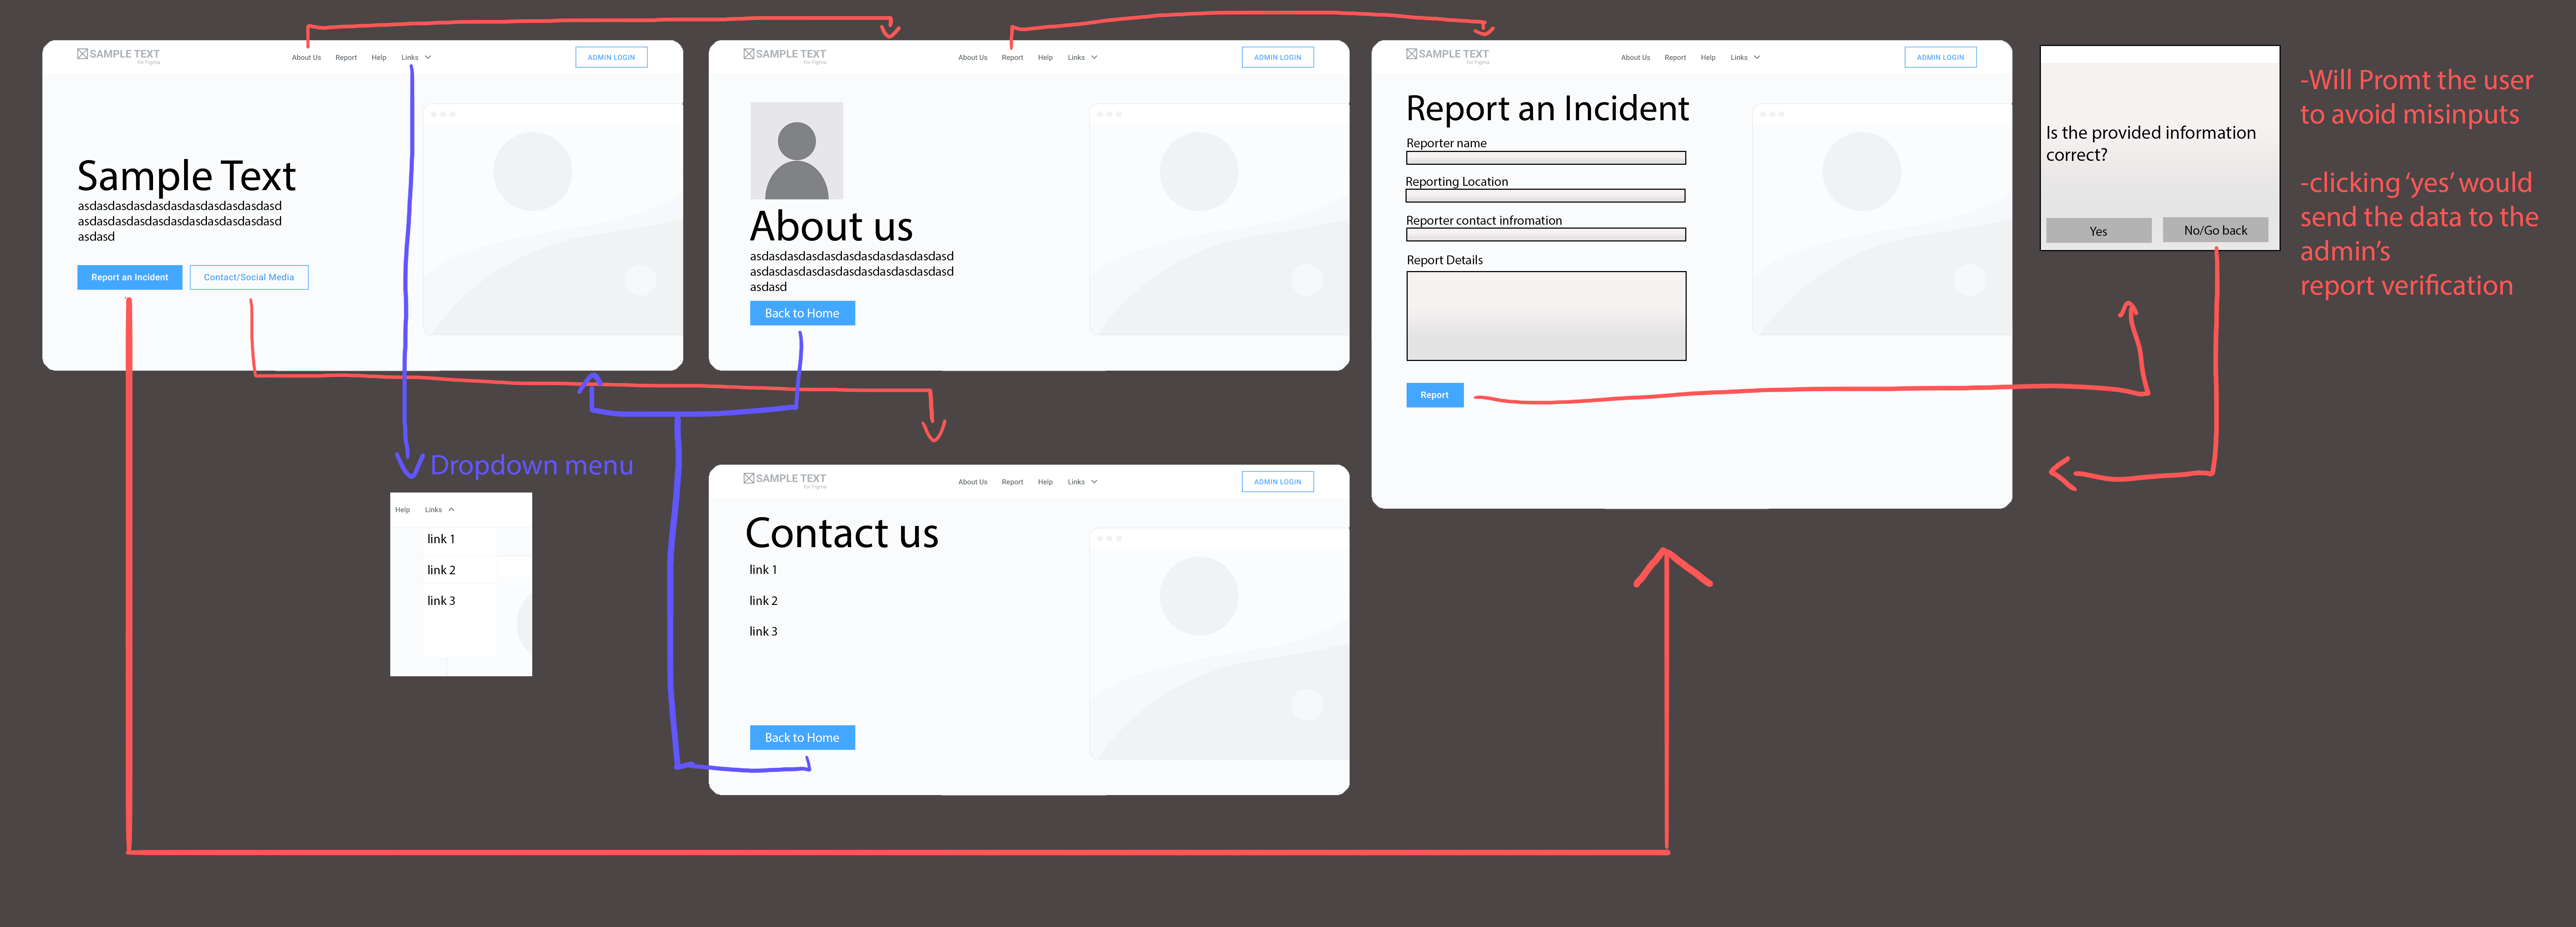 SAMPLE TEXT
for Figma
About Us Report Help Links
ADMIN LOGIN
Sample Text
asdasdasdasdasdasdasdasdasdasdasd
asdasdasdasdasdasdasdasdasdasdasd
asdasd
Report an Incident
Contact/Social Media
SAMPLE TEXT
for Figma
About Us Report Help Links
ADMIN LOGIN
About us
asdasdasdasdasdasdasdasdasdasdasd
asdasdasdasdasdasdasdasdasdasdasd
asdasd
Back to Home
SAMPLE TEXT
for Figma
About Us Report Help Links
ADMIN LOGIN
Report an Incident
Reporter name
Reporting Location
Reporter contact infromation
Report Details
Report
Is the provided information
correct?
Yes
No/Go back
-Will Promt the user
to avoid misinputs
-clicking ‘yes’ would
send the data to the
admin’s
report verification
Dropdown menu
Help Links
link 1
link 2
link 3
SAMPLE TEXT
for Figma
About Us Report Help Links
ADMIN LOGIN
Contact us
link 1
link 2
link 3
Back to Home